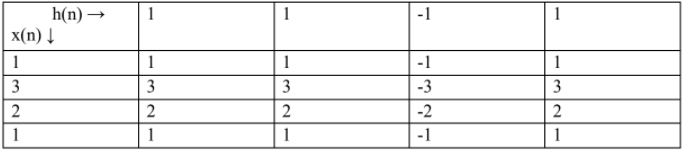 h(n) → 1 1 -1 1
x(n) ↓
1 1 1 -1 1
3 3 3 -3 3
2 2 2 -2 2
1 1 1 -1 1